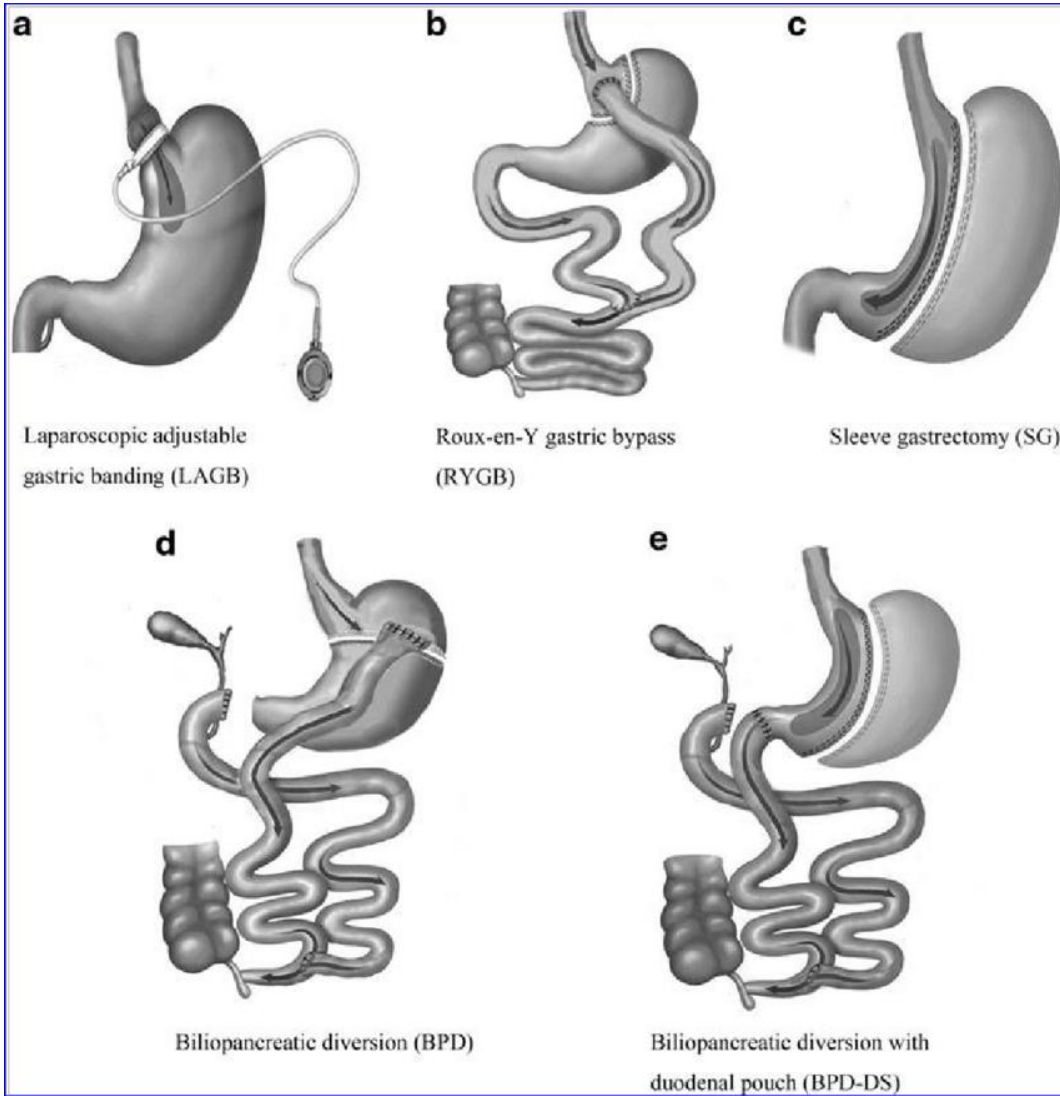 a
b
c
Laparoscopic adjustable
gastric banding (LAGB)
Roux-en-Y gastric bypass
(RYGB)
Sleeve gastrectomy (SG)
d
e
Biliopancreatic diversion (BPD)
Biliopancreatic diversion with
duodenal pouch (BPD-DS)